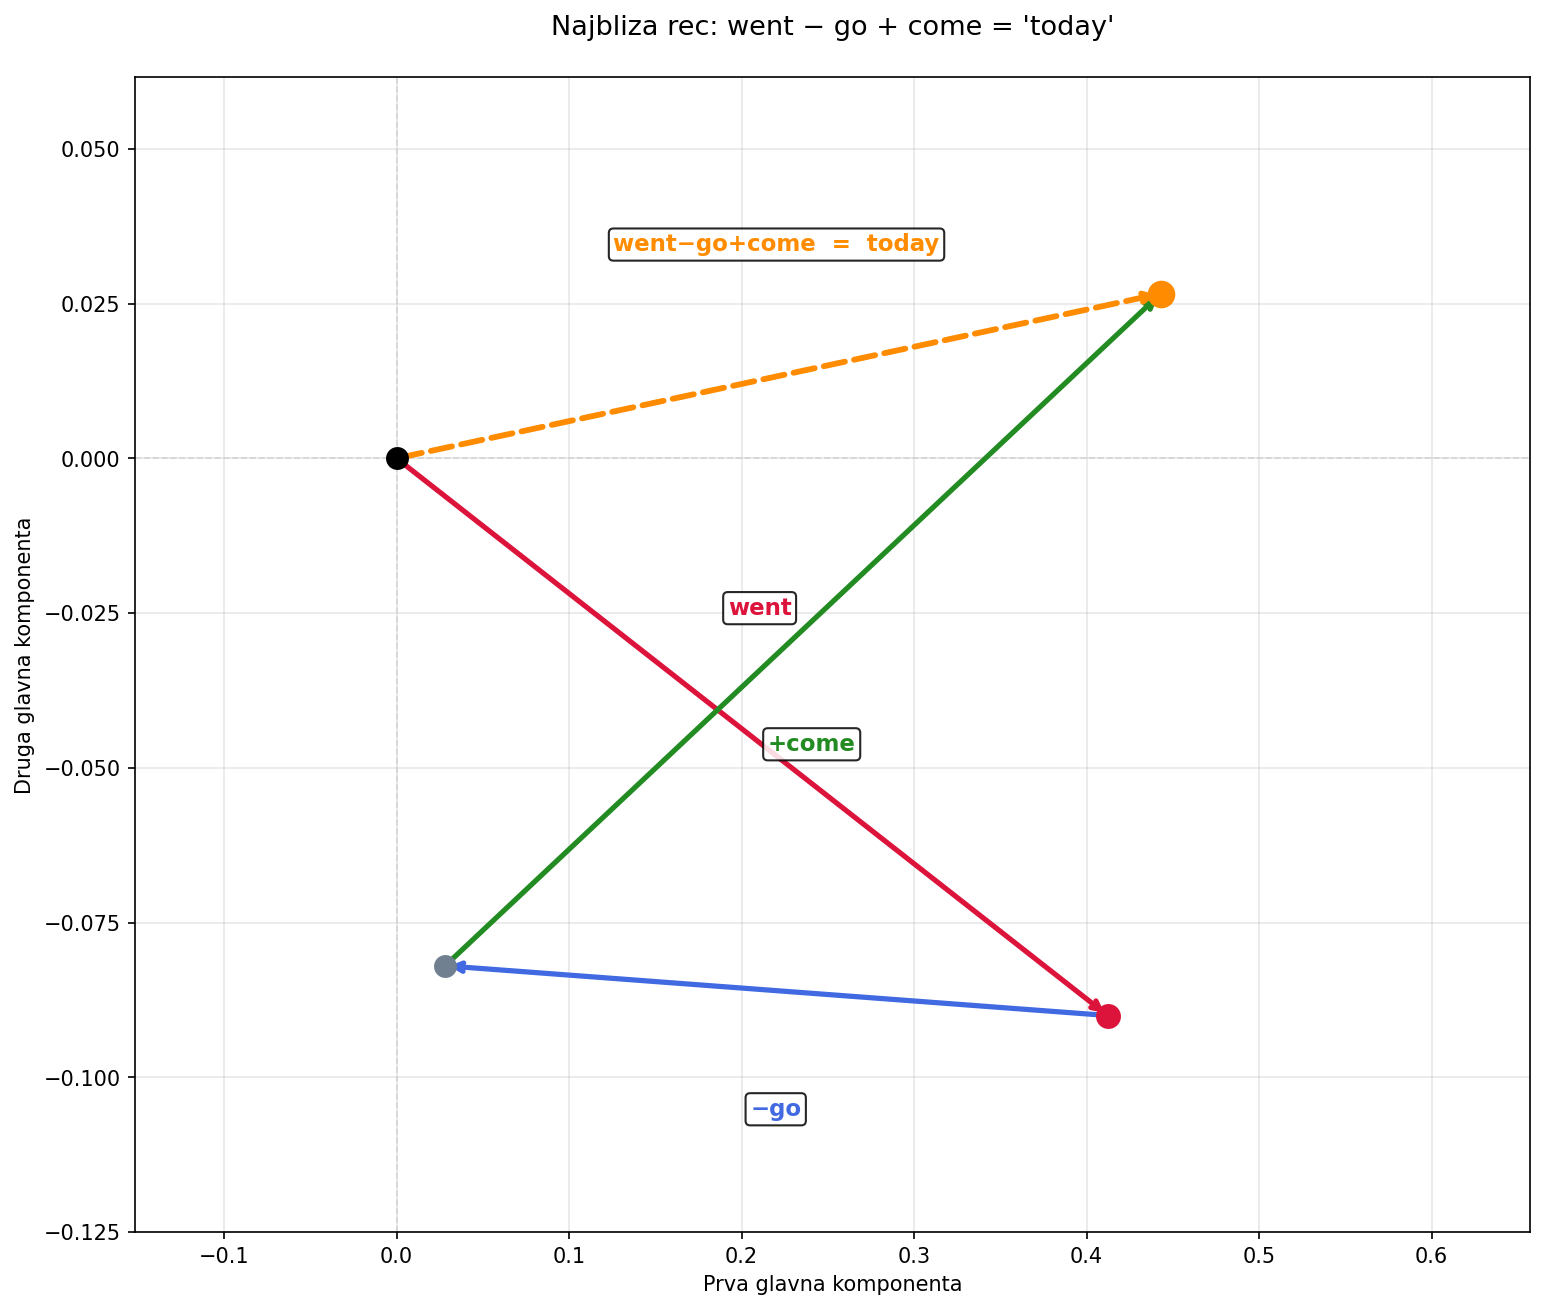 Najbliza rec: went − go + come = 'today'
0.050
0.025
0.000
−0.025
−0.050
−0.075
−0.100
−0.125
Druga glavna komponenta
went−go+come = today
went
+come
−go
−0.1 0.0 0.1 0.2 0.3 0.4 0.5 0.6
Prva glavna komponenta